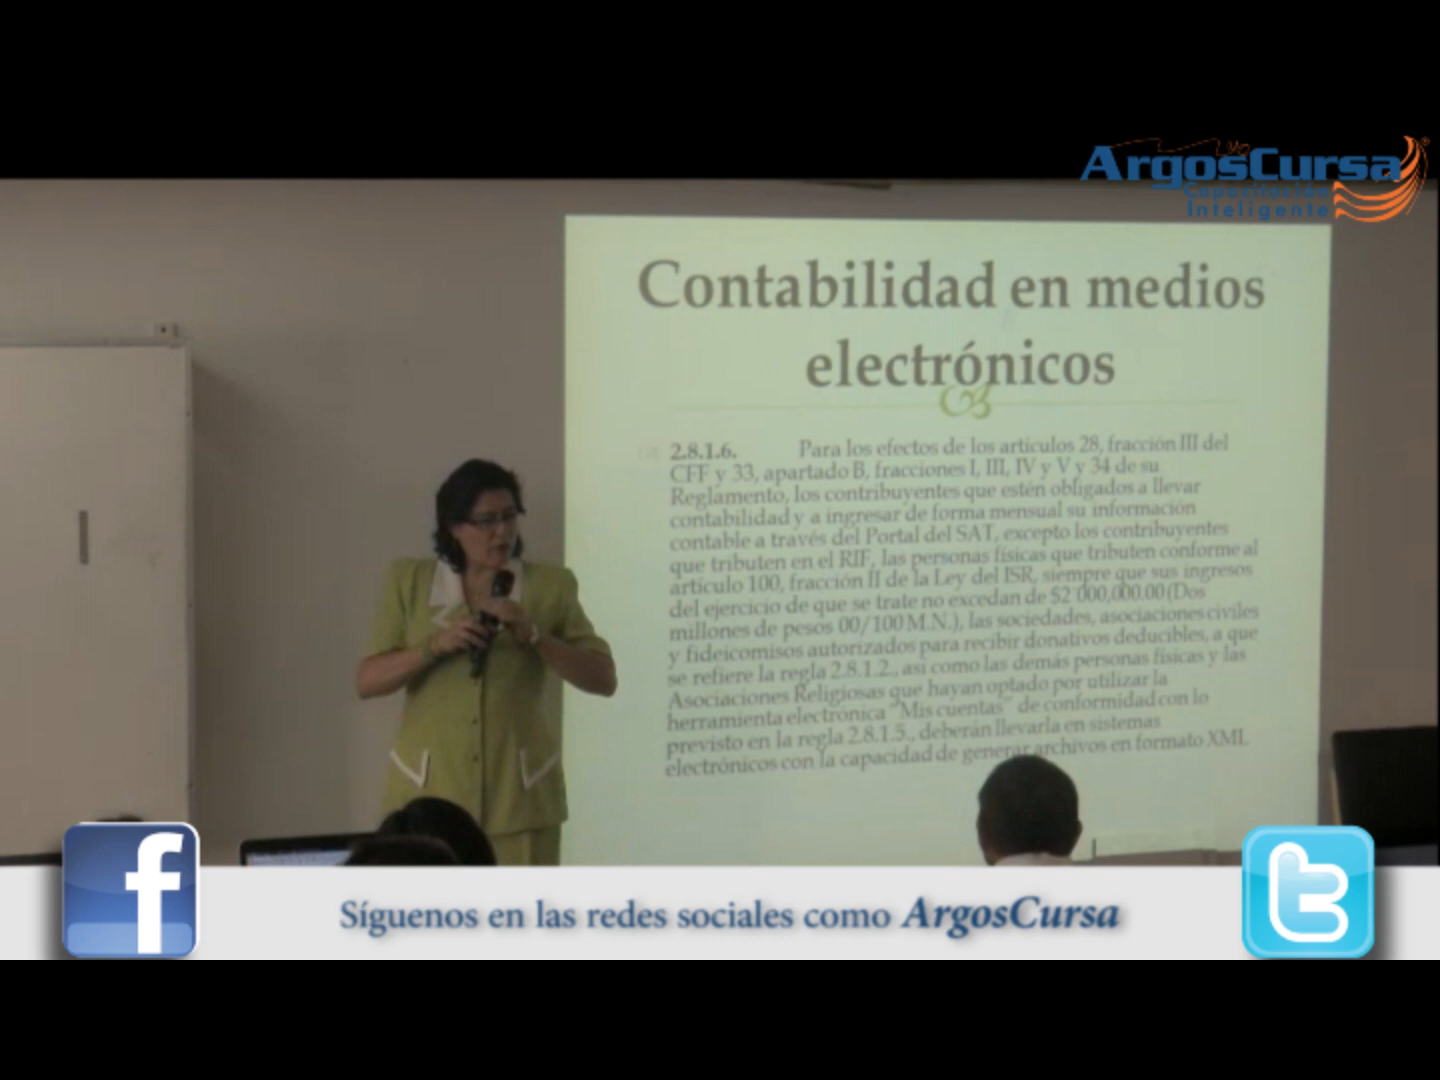 ArgosCursa
Capacitación
Inteligente
Contabilidad en medios
electrónicos
2.8.1.6. Para los efectos de los artículos 28, fracción III del
CFF y 33, apartado B, fracciones I, III, IV y V y 34 de su
Reglamento, los contribuyentes que estén obligados a llevar
contabilidad y a ingresar de forma mensual su información
contable a través del Portal del SAT, excepto los contribuyentes
que tributen en el RIF, las personas físicas que tributen conforme al
artículo 100, fracción II de la Ley del ISR, siempre que sus ingresos
del ejercicio de que se trate no excedan de $2´000,000.00 (Dos
millones de pesos 00/100 M.N.), las sociedades, asociaciones civiles
y fideicomisos autorizados para recibir donativos deducibles, a que
se refiere la regla 2.8.1.2., así como las demás personas físicas y las
Asociaciones Religiosas que hayan optado por utilizar la
herramienta electrónica "Mis cuentas" de conformidad con lo
previsto en la regla 2.8.1.5., deberán llevarla en sistemas
electrónicos con la capacidad de generar archivos en formato XML
Síguenos en las redes sociales como ArgosCursa